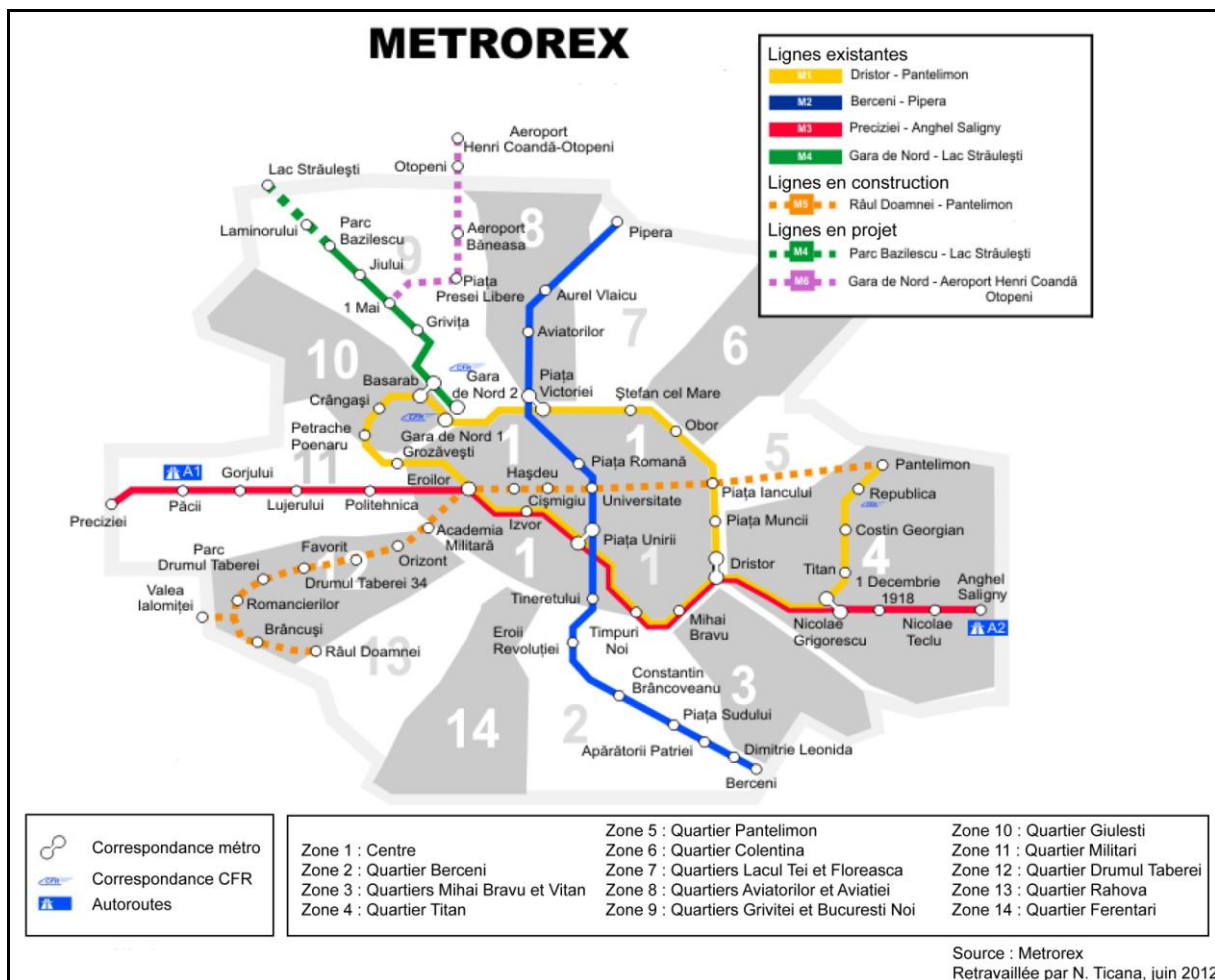 METROREX
Lignes existantes
M1 Dristor - Pantelimon
M2 Berceni - Pipera
M3 Preciziei - Anghel Saligny
M4 Gara de Nord - Lac Străulești
Lignes en construction
M5 Râul Doamnei - Pantelimon
Lignes en projet
M4 Parc Bazilescu - Lac Străulești
M6 Gara de Nord - Aeroport Henri Coandă
Otopeni
Aeroport
Henri Coandă-Otopeni
Otopeni
Lac Străulești
Laminorului
Parc
Bazilescu
Aeroport
Băneasa
8
Pipera
9
Jiului
Piața
Presei Libere
Aurel Vlaicu
1 Mai
Grivița
Aviatorilor
7
6
10
Basarab
CFR
Gara
de Nord 2
Piața
Victoriei
Ștefan cel Mare
Crângași
CFR
Obor
Petrache
Poenaru
Gara de Nord 1
Grozăvești
1
1
5
11
A1
Gorjului
Eroilor
Hașdeu
Piața Romană
Pantelimon
Preciziei
Păcii
Lujerului
Politehnica
Cișmigiu
Universitate
Piața Iancului
Republica
CFR
Izvor
Piața Muncii
Costin Georgian
Academia
Militară
Piața Unirii
4
Parc
Drumul Taberei
Favorit
12
Orizont
1
1
Dristor
Titan
1 Decembrie
1918
Anghel
Saligny
Drumul Taberei 34
Valea
Ialomiței
Romancierilor
Tineretului
A2
Brâncuși
Eroii
Revoluției
Timpuri
Noi
Mihai
Bravu
Nicolae
Grigorescu
Nicolae
Teclu
Râul Doamnei
13
Constantin
Brâncoveanu
3
14
2
Piața Sudului
Apărătorii Patriei
Dimitrie Leonida
Berceni
Correspondance métro
CFR Correspondance CFR
Autoroutes
Zone 1 : Centre
Zone 2 : Quartier Berceni
Zone 3 : Quartiers Mihai Bravu et Vitan
Zone 4 : Quartier Titan
Zone 5 : Quartier Pantelimon
Zone 6 : Quartier Colentina
Zone 7 : Quartiers Lacul Tei et Floreasca
Zone 8 : Quartiers Aviatorilor et Aviatiei
Zone 9 : Quartiers Grivitei et Bucuresti Noi
Zone 10 : Quartier Giulesti
Zone 11 : Quartier Militari
Zone 12 : Quartier Drumul Taberei
Zone 13 : Quartier Rahova
Zone 14 : Quartier Ferentari
Source : Metrorex
Retravaillée par N. Ticana, juin 2012